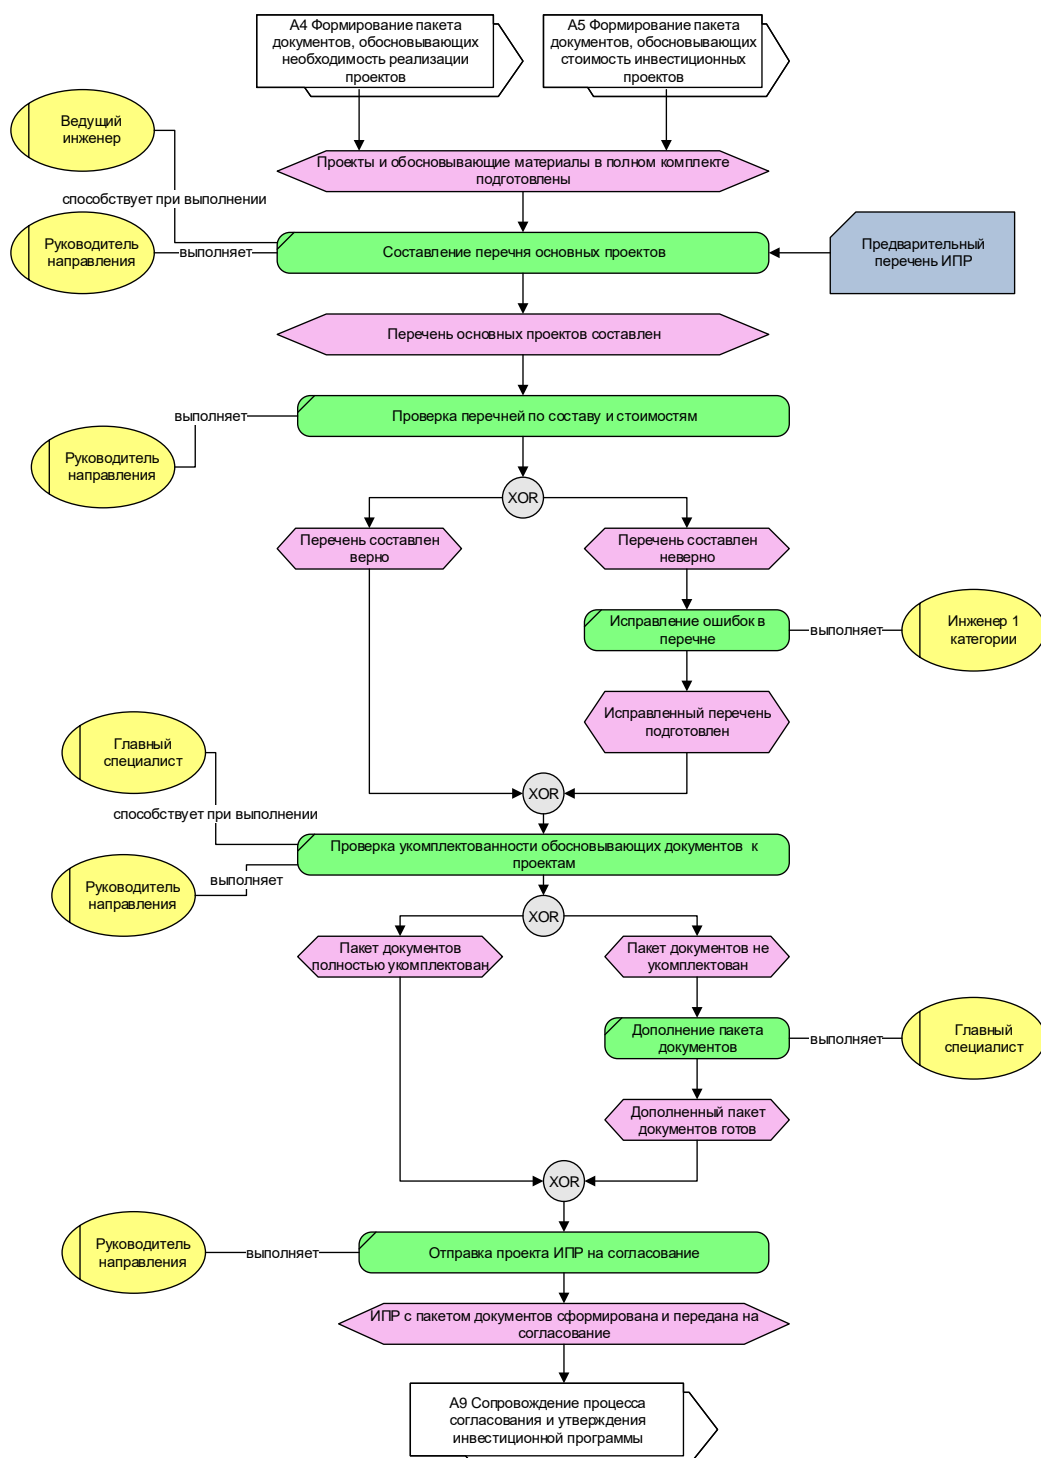 А4 Формирование пакета
документов, обосновывающих
необходимость реализации
проектов
А5 Формирование пакета
документов, обосновывающих
стоимость инвестиционных
проектов
Ведущий
инженер
Проекты и обосновывающие материалы в полном комплекте
подготовлены
способствует при выполнении
Руководитель
направления
выполняет
Составление перечня основных проектов
Предварительный
перечень ИПР
Перечень основных проектов составлен
выполняет
Проверка перечней по составу и стоимостям
Руководитель
направления
XOR
Перечень составлен
верно
Перечень составлен
неверно
Исправление ошибок в
перечне
выполняет
Инженер 1
категории
Исправленный перечень
подготовлен
Главный
специалист
XOR
способствует при выполнении
Проверка укомплектованности обосновывающих документов к
проектам
Руководитель
направления
выполняет
XOR
Пакет документов
полностью укомплектован
Пакет документов не
укомплектован
Дополнение пакета
документов
выполняет
Главный
специалист
Дополненный пакет
документов готов
XOR
Руководитель
направления
выполняет
Отправка проекта ИПР на согласование
ИПР с пакетом документов сформирована и передана на
согласование
А9 Сопровождение процесса
согласования и утверждения
инвестиционной программы